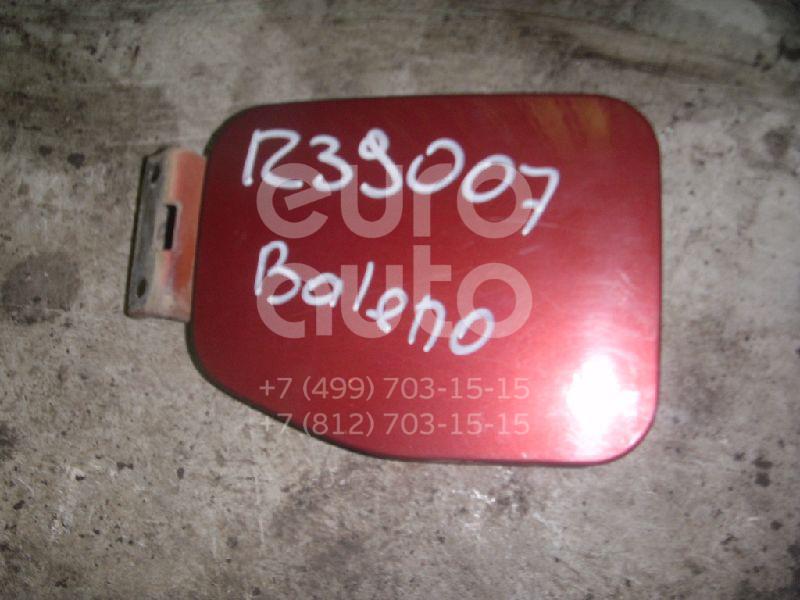 R39007
euro
Baleno
auto
+7 (499) 703-15-15
+7 (812) 703-15-15